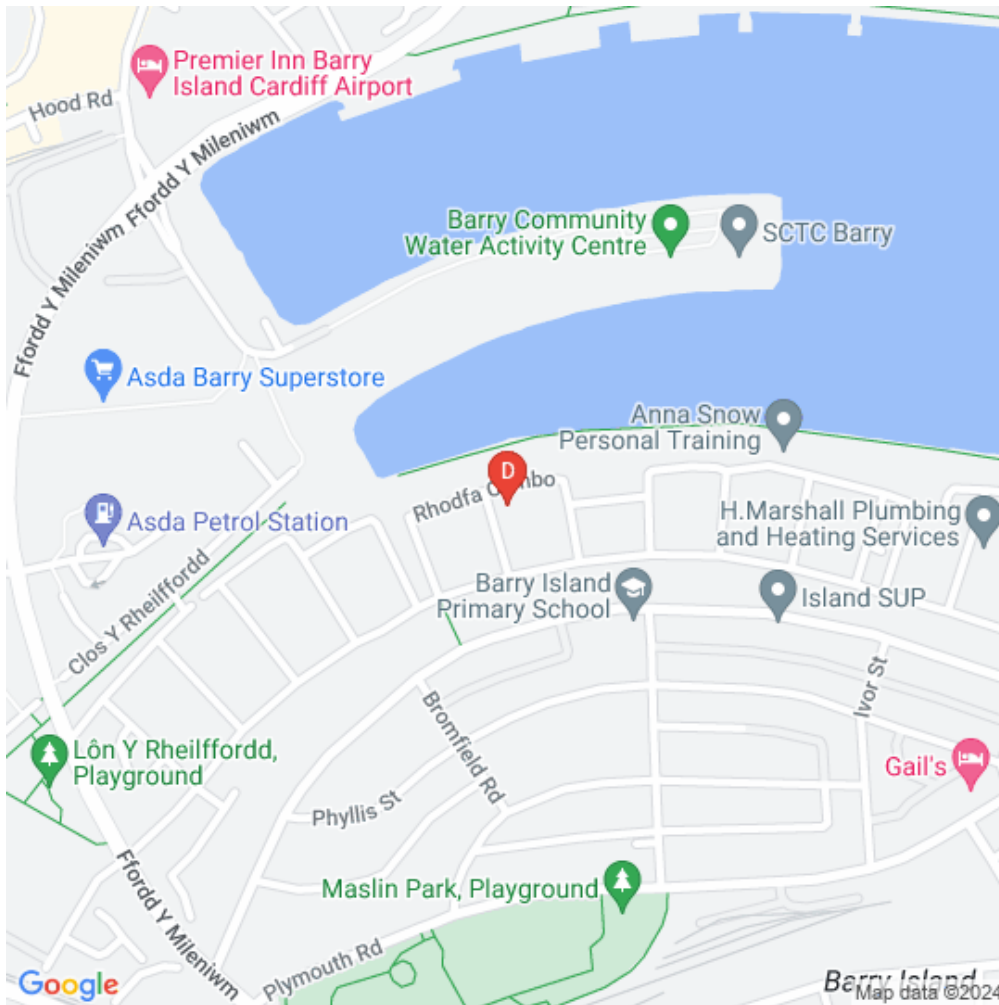 Premier Inn Barry
Island Cardiff Airport
Hood Rd
Ffordd Y Mileniwm
Ffordd Y Mileniwm
Barry Community
Water Activity Centre
SCTC Barry
Asda Barry Superstore
Anna Snow
Personal Training
D
Rhodfa
Asda Petrol Station
H.Marshall Plumbing
and Heating Services
Barry Island
Primary School
Island SUP
Clos Y Rheilffordd
Ivor St
Bromfield Rd
Lôn Y Rheilffordd,
Playground
Gail's
Phyllis St
Maslin Park, Playground
Ffordd Y Mileniwm
Plymouth Rd
Barry Island
Google
Map data ©2024